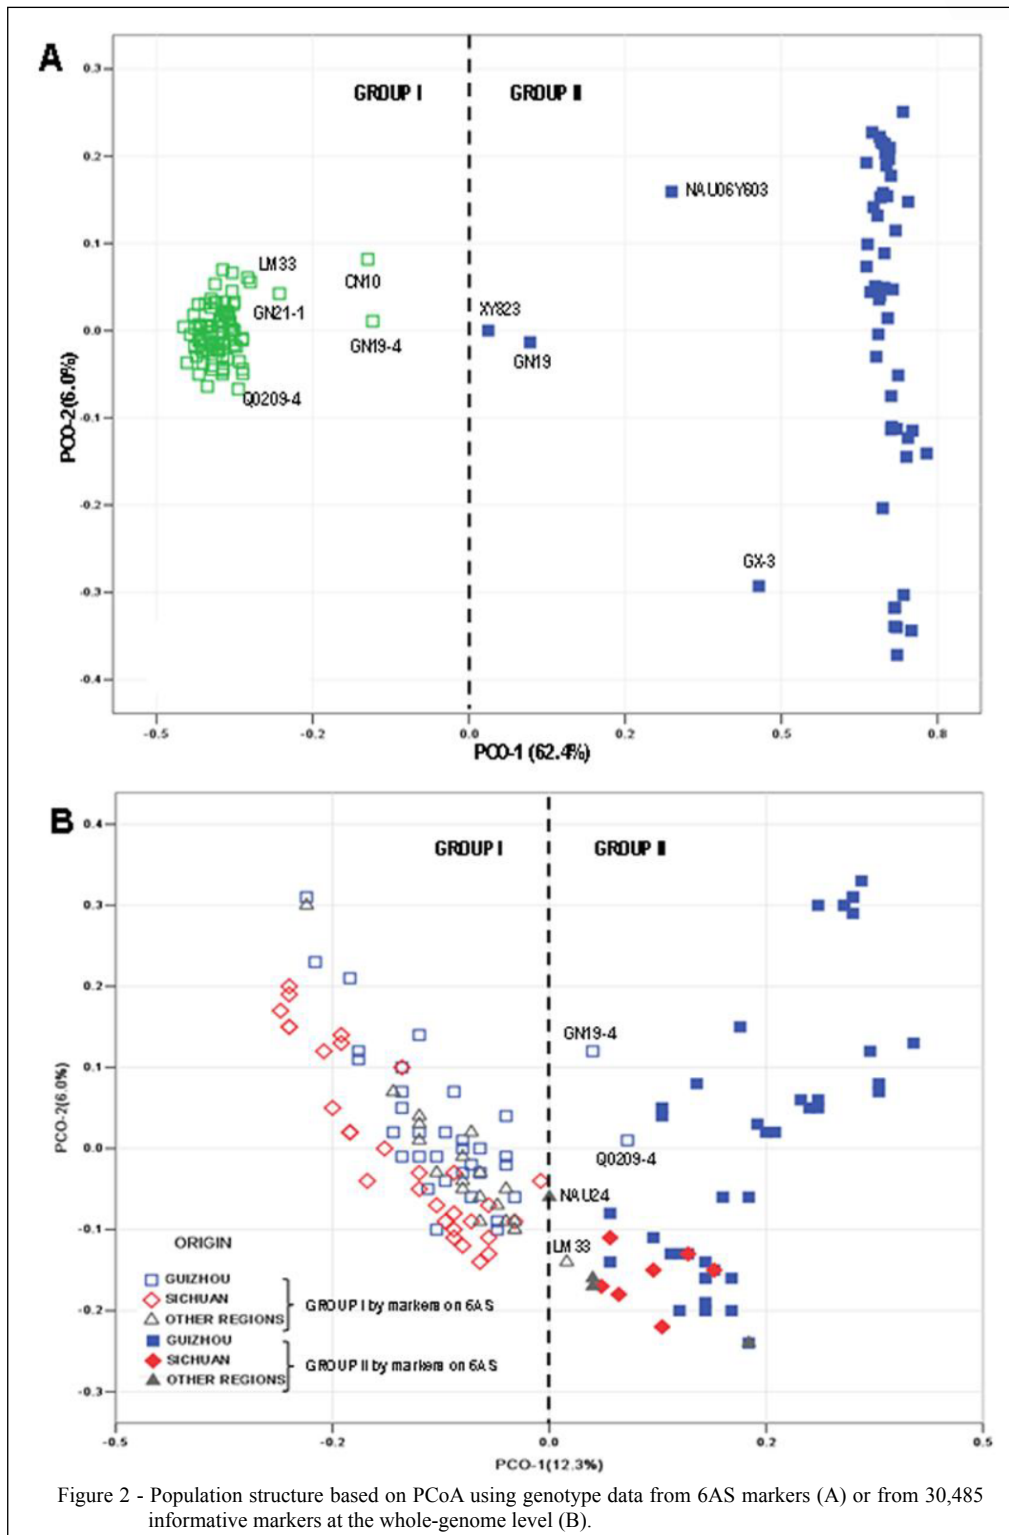 A
GROUP I GROUP II
0.3
0.2
NAU06Y603
0.1
LM33
CN10
GN21-1
XY823
0.0
GN19-4
GN19
Q0209-4
-0.1
PCO-2(6.0%)
-0.2
GX-3
-0.3
-0.4
-0.5 -0.2 0.0 0.2 0.5 0.8
PCO-1 (62.4%)
B
0.4
GROUP I GROUP II
0.3
0.2
GN19-4
0.1
PCO-2(6.0%)
0.0
Q0209-4
NAU24
-0.1
LM 33
ORIGIN
GUIZHOU
SICHUAN
GROUP I by markers on 6AS
OTHER REGIONS
-0.2
GUIZHOU
SICHUAN
GROUP II by markers on 6AS
OTHER REGIONS
-0.3
-0.5 -0.2 0.0 0.2 0.5
PCO-1(12.3%)
Figure 2 - Population structure based on PCoA using genotype data from 6AS markers (A) or from 30,485
informative markers at the whole-genome level (B).